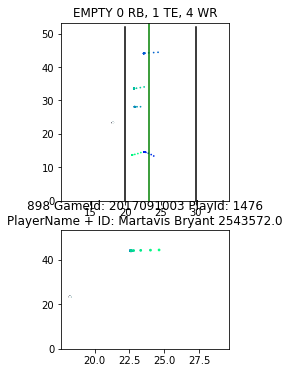 EMPTY 0 RB, 1 TE, 4 WR
50
40
30
20
10
0
15 20 25 30
898 GameId: 2017091003 PlayId: 1476
PlayerName + ID: Martavis Bryant 2543572.0
40
20
0
20.0 22.5 25.0 27.5